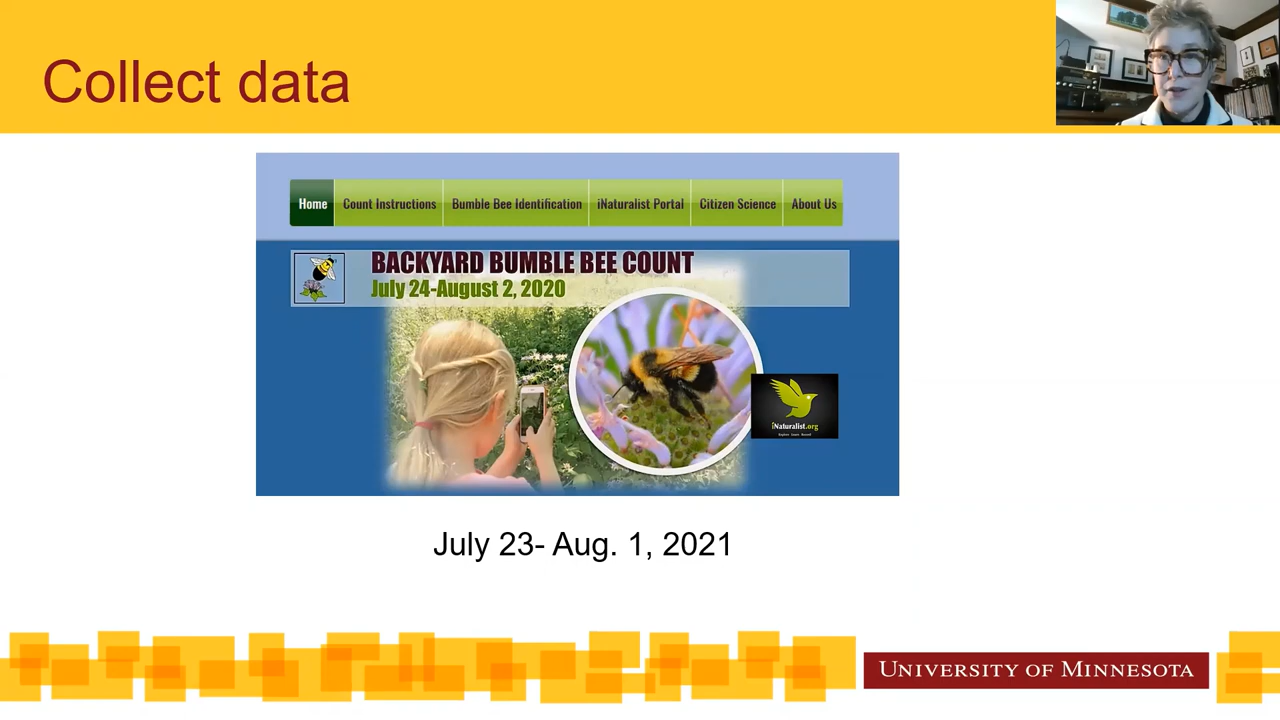 Collect data
Home Count Instructions Bumble Bee Identification iNaturalist Portal Citizen Science About Us
BACKYARD BUMBLE BEE COUNT
July 24-August 2, 2020
iNaturalist.org
July 23- Aug. 1, 2021
UNIVERSITY OF MINNESOTA